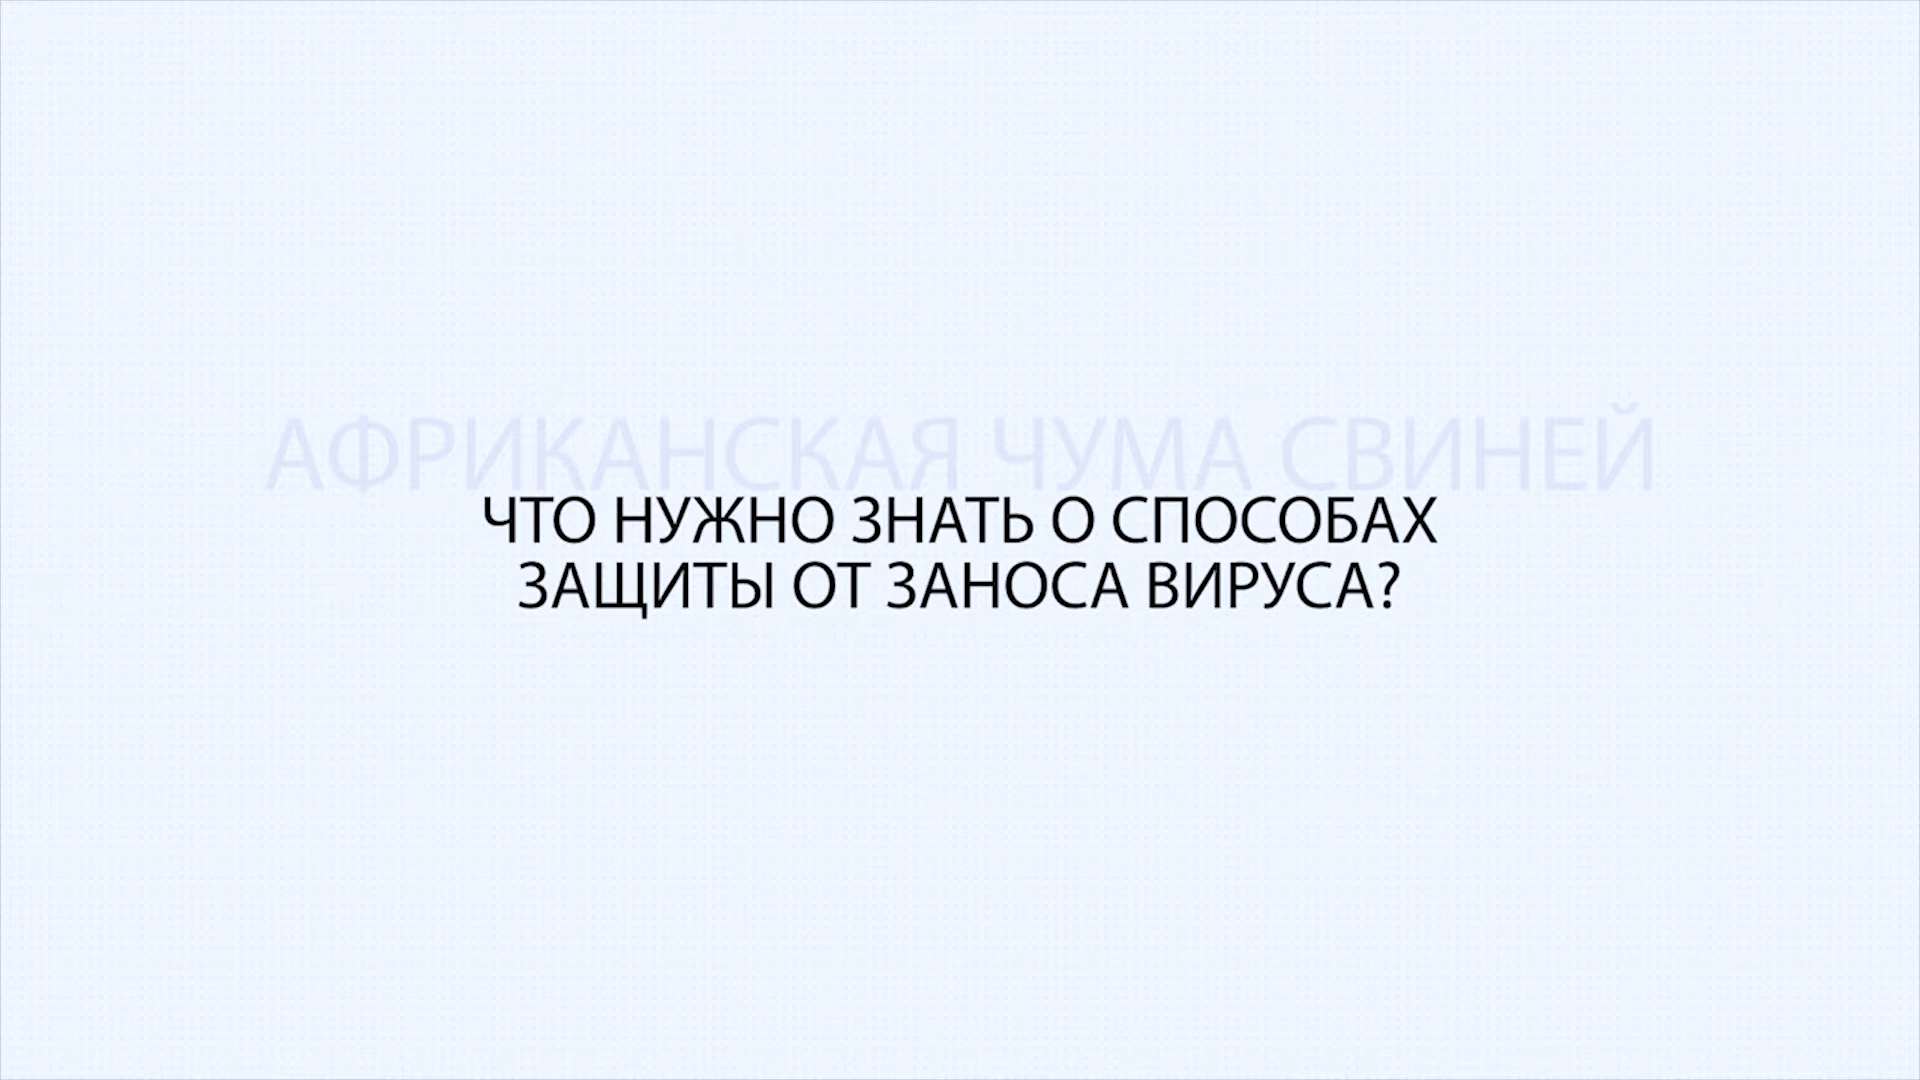 АФРИКАНСКАЯ ЧУМА СВИНЕЙ
ЧТО НУЖНО ЗНАТЬ О СПОСОБАХ
ЗАЩИТЫ ОТ ЗАНОСА ВИРУСА?